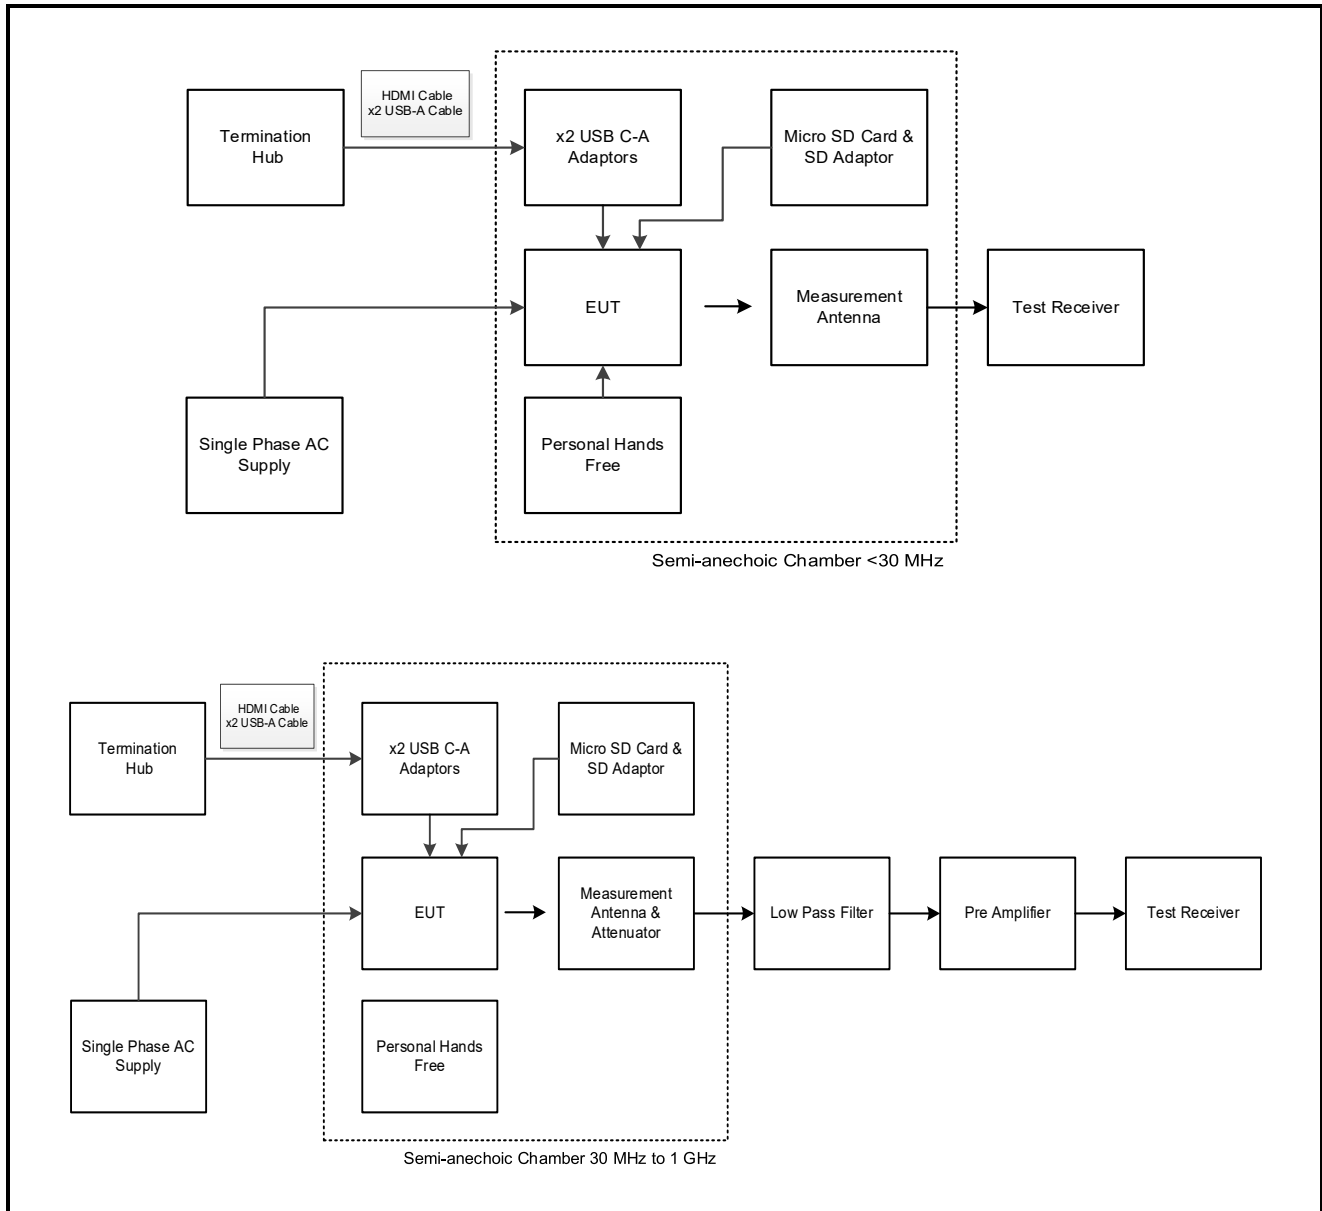 HDMI Cable
x2 USB-A Cable
Termination
Hub
x2 USB C-A
Adaptors
Micro SD Card &
SD Adaptor
EUT
Measurement
Antenna
Test Receiver
Single Phase AC
Supply
Personal Hands
Free
Semi-anechoic Chamber <30 MHz
HDMI Cable
x2 USB-A Cable
Termination
Hub
x2 USB C-A
Adaptors
Micro SD Card &
SD Adaptor
EUT
Measurement
Antenna &
Attenuator
Low Pass Filter
Pre Amplifier
Test Receiver
Single Phase AC
Supply
Personal Hands
Free
Semi-anechoic Chamber 30 MHz to 1 GHz